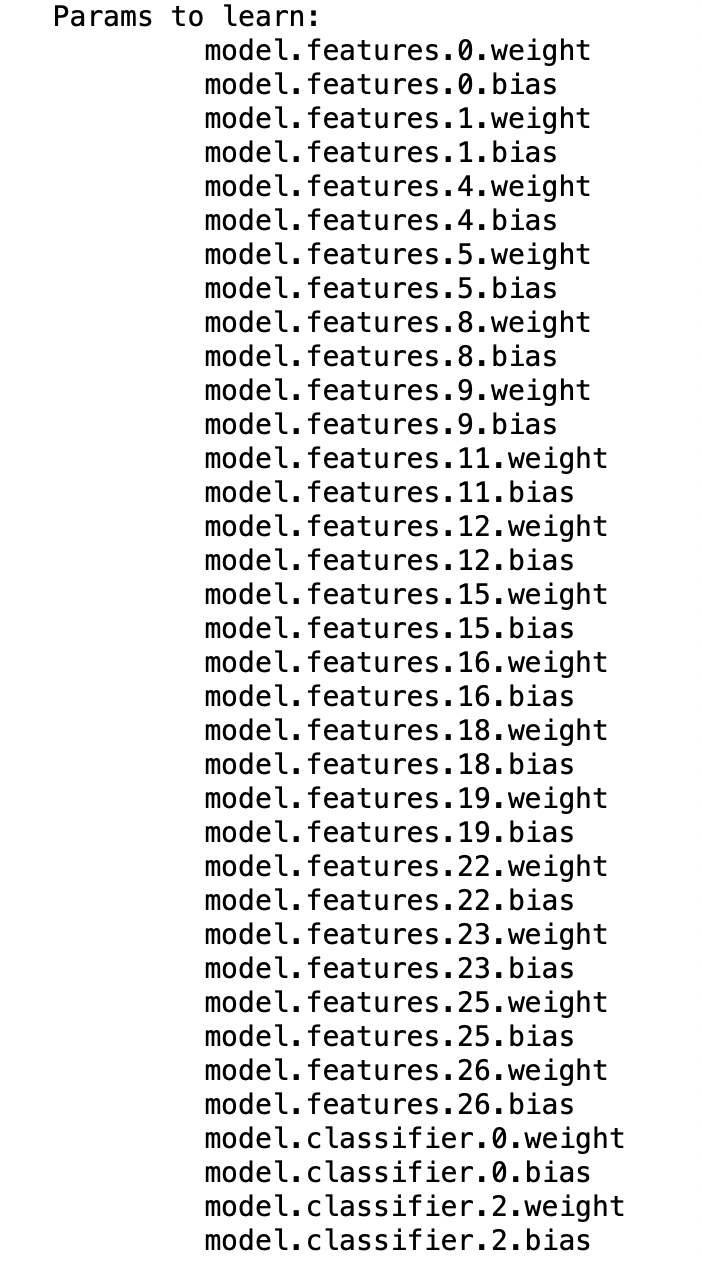 Params to learn:
model.features.0.weight
model.features.0.bias
model.features.1.weight
model.features.1.bias
model.features.4.weight
model.features.4.bias
model.features.5.weight
model.features.5.bias
model.features.8.weight
model.features.8.bias
model.features.9.weight
model.features.9.bias
model.features.11.weight
model.features.11.bias
model.features.12.weight
model.features.12.bias
model.features.15.weight
model.features.15.bias
model.features.16.weight
model.features.16.bias
model.features.18.weight
model.features.18.bias
model.features.19.weight
model.features.19.bias
model.features.22.weight
model.features.22.bias
model.features.23.weight
model.features.23.bias
model.features.25.weight
model.features.25.bias
model.features.26.weight
model.features.26.bias
model.classifier.0.weight
model.classifier.0.bias
model.classifier.2.weight
model.classifier.2.bias